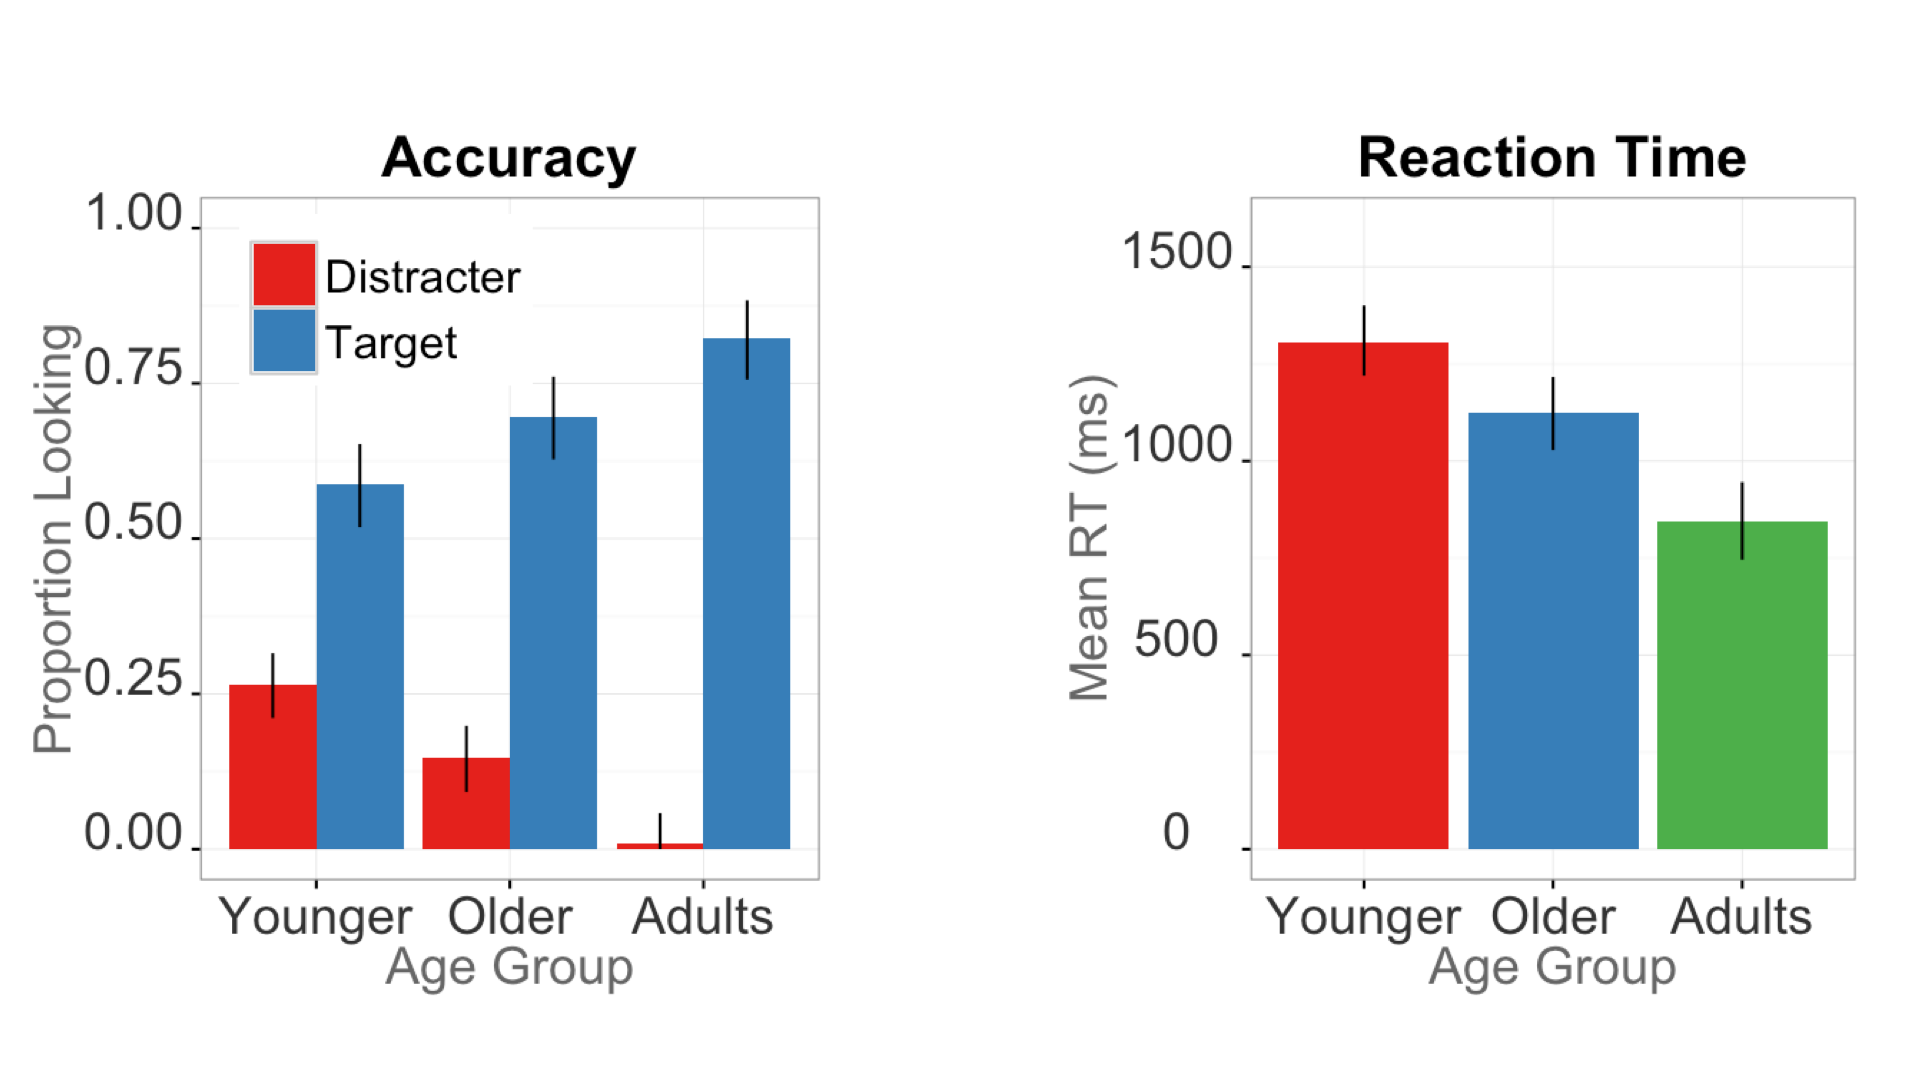 Accuracy
Proportion Looking
1.00
0.75
0.50
0.25
0.00
Distracter
Target
Younger Older Adults
Age Group
Reaction Time
Mean RT (ms)
1500
1000
500
0
Younger Older Adults
Age Group